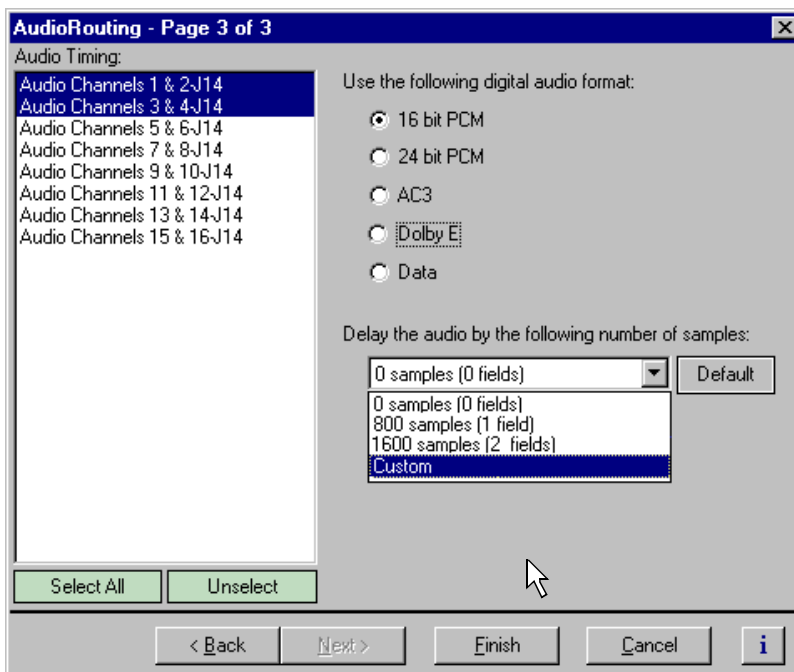 AudioRouting - Page 3 of 3
Audio Timing:
Audio Channels 1 & 2-J14
Audio Channels 3 & 4-J14
Audio Channels 5 & 6-J14
Audio Channels 7 & 8-J14
Audio Channels 9 & 10-J14
Audio Channels 11 & 12-J14
Audio Channels 13 & 14-J14
Audio Channels 15 & 16-J14
Select All
Unselect
Use the following digital audio format:
16 bit PCM
24 bit PCM
AC3
Dolby E
Data
Delay the audio by the following number of samples:
0 samples (0 fields)
Default
0 samples (0 fields)
800 samples (1 field)
1600 samples (2 fields)
Custom
< Back
Next >
Finish
Cancel
i